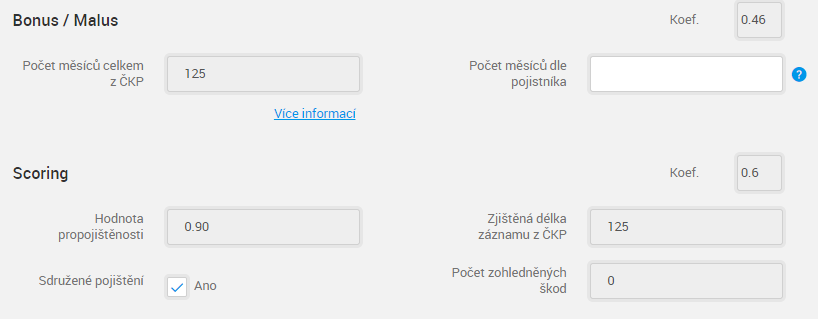 Bonus / Malus
Koef.
0.46
Počet měsíců celkem
z ČKP
125
Počet měsíců dle
pojistníka
?
Více informací
Scoring
Koef.
0.6
Hodnota
propojištěnosti
0.90
Zjištěná délka
záznamu z ČKP
125
Sdružené pojištění
Ano
Počet zohledněných
škod
0